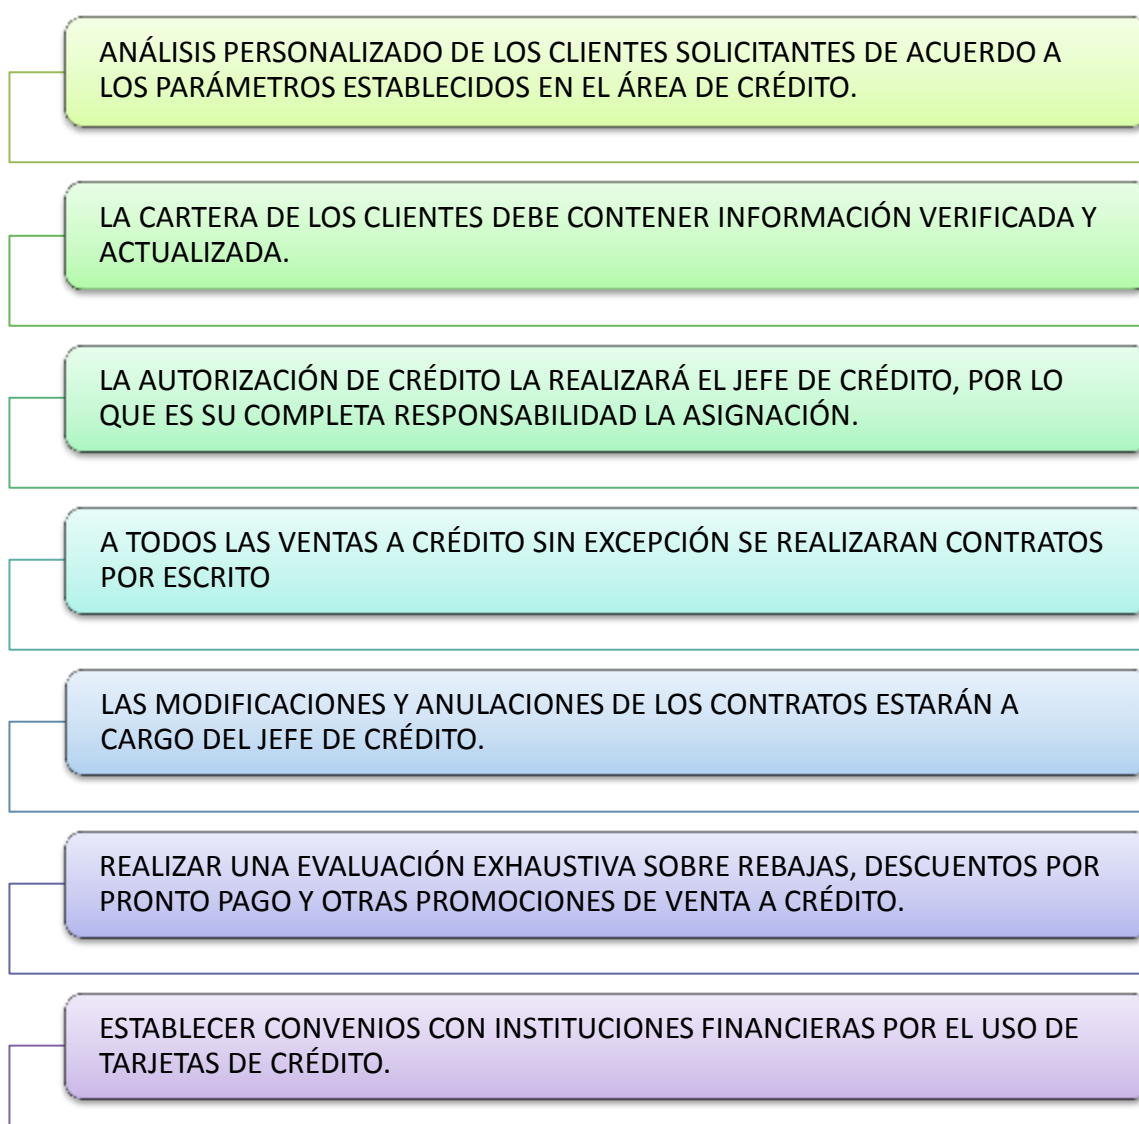 ANÁLISIS PERSONALIZADO DE LOS CLIENTES SOLICITANTES DE ACUERDO A
LOS PARÁMETROS ESTABLECIDOS EN EL ÁREA DE CRÉDITO.
LA CARTERA DE LOS CLIENTES DEBE CONTENER INFORMACIÓN VERIFICADA Y
ACTUALIZADA.
LA AUTORIZACIÓN DE CRÉDITO LA REALIZARÁ EL JEFE DE CRÉDITO, POR LO
QUE ES SU COMPLETA RESPONSABILIDAD LA ASIGNACIÓN.
A TODOS LAS VENTAS A CRÉDITO SIN EXCEPCIÓN SE REALIZARAN CONTRATOS
POR ESCRITO
LAS MODIFICACIONES Y ANULACIONES DE LOS CONTRATOS ESTARÁN A
CARGO DEL JEFE DE CRÉDITO.
REALIZAR UNA EVALUACIÓN EXHAUSTIVA SOBRE REBAJAS, DESCUENTOS POR
PRONTO PAGO Y OTRAS PROMOCIONES DE VENTA A CRÉDITO.
ESTABLECER CONVENIOS CON INSTITUCIONES FINANCIERAS POR EL USO DE
TARJETAS DE CRÉDITO.